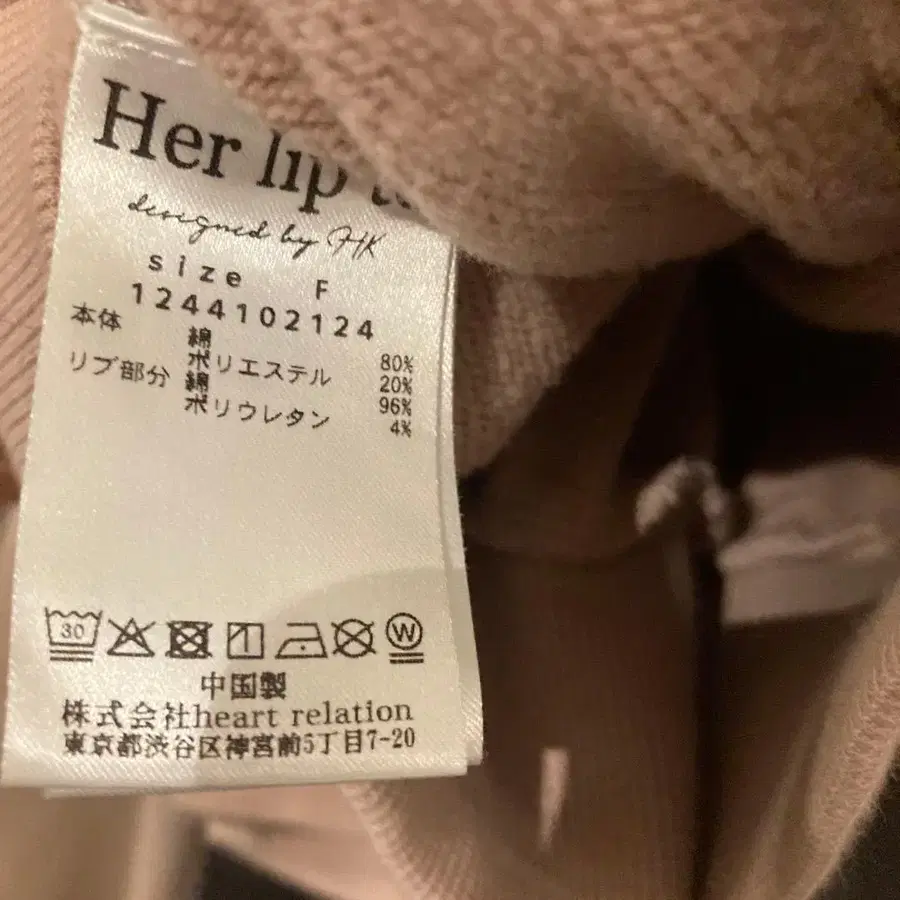 Her lip t
designed by HK
size F
1244102124
本体 綿 80%
ポリエステル 20%
リブ部分 綿 96%
ポリウレタン 4%
30 W
中国製
株式会社heart relation
東京都渋谷区神宮前5丁目7-20